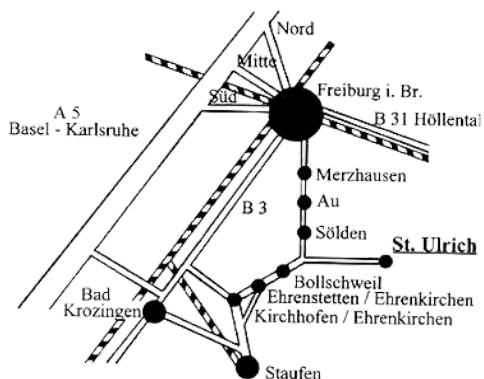 Nord
Mitte
Süd
Freiburg i. Br.
A 5
Basel - Karlsruhe
B 31 Höllental
Merzhausen
Au
B 3
Sölden
St. Ulrich
Bollschweil
Bad
Krozingen
Ehrenstetten / Ehrenkirchen
Kirchhofen / Ehrenkirchen
Staufen